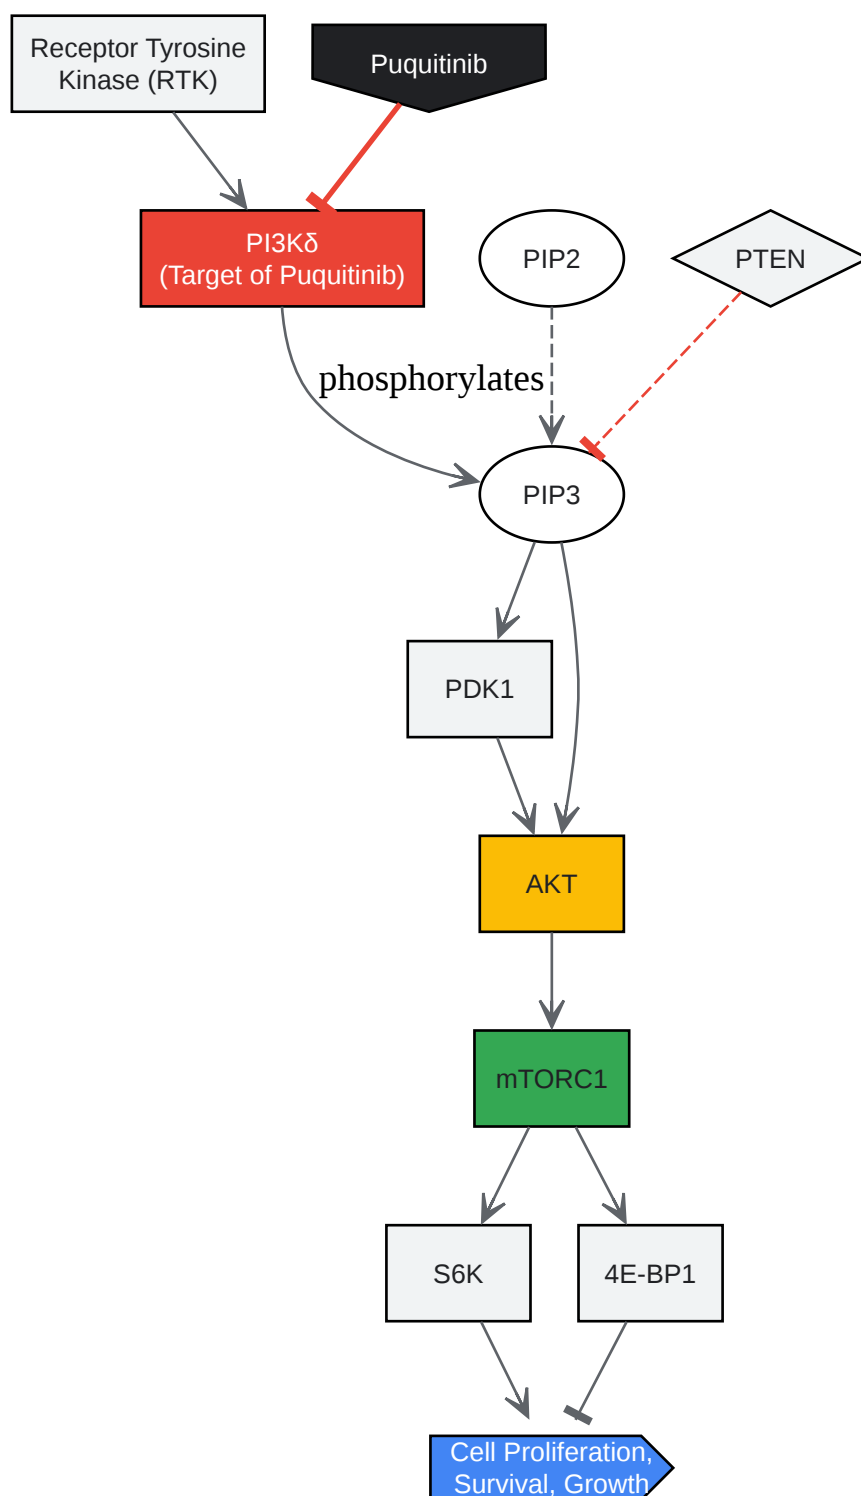 Receptor Tyrosine
Kinase (RTK)
Puquitinib
PI3Kδ
(Target of Puquitinib)
PIP2
PTEN
phosphorylates
PIP3
PDK1
AKT
mTORC1
S6K
4E-BP1
Cell Proliferation,
Survival, Growth